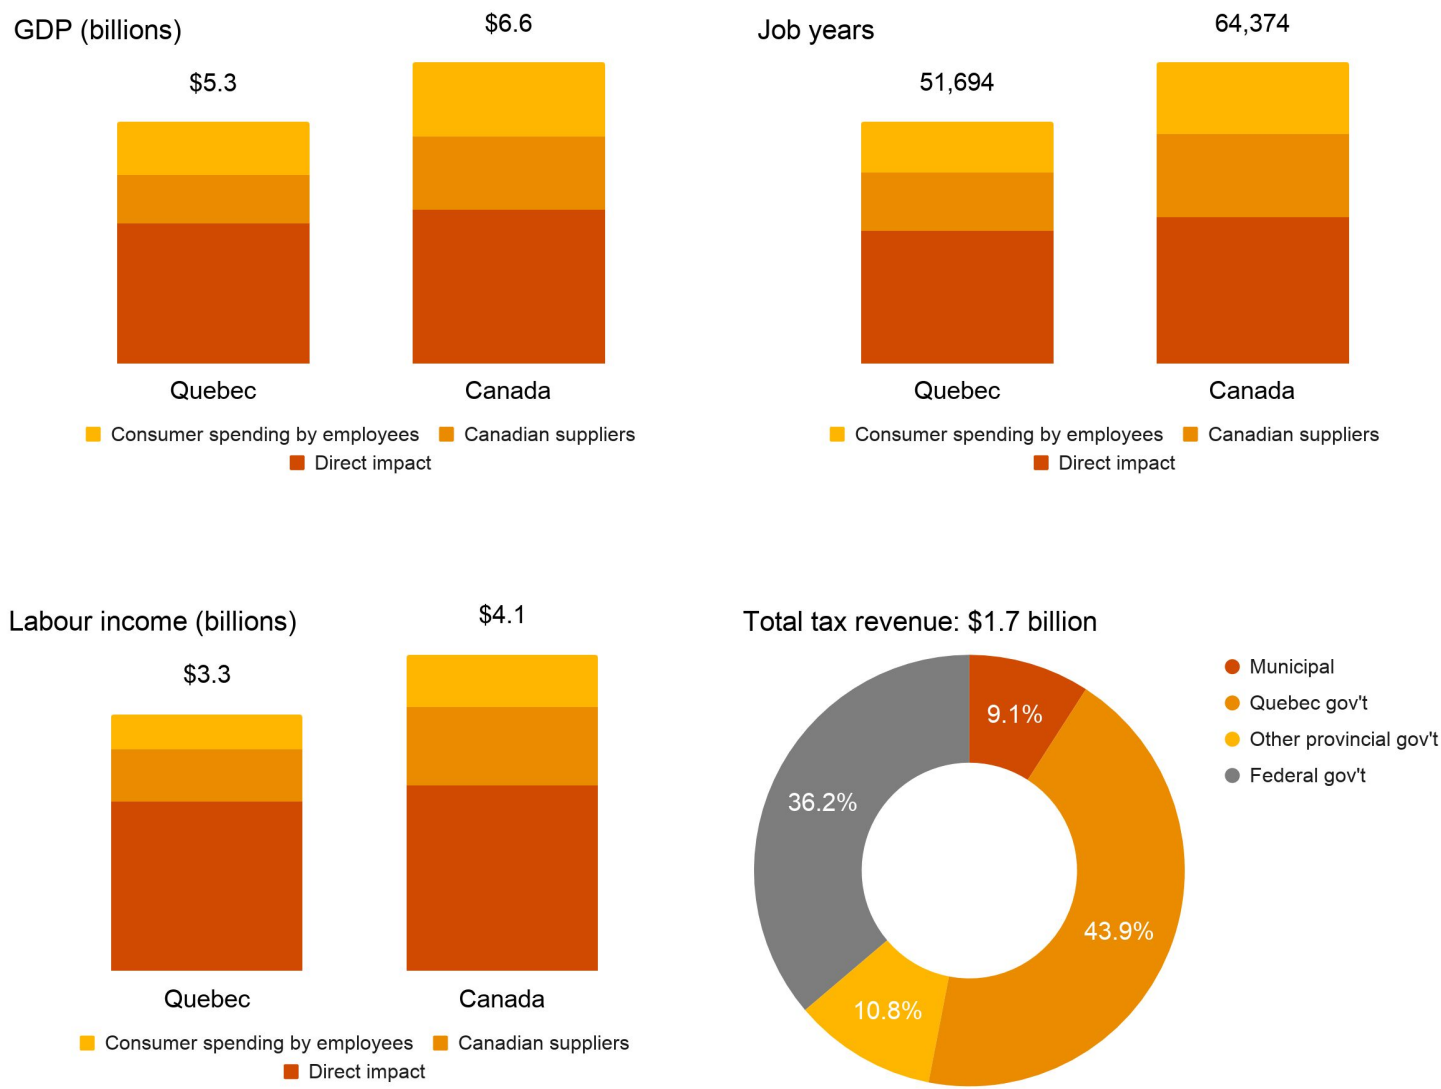 GDP (billions)
$5.3
$6.6
Quebec
Canada
Consumer spending by employees
Canadian suppliers
Direct impact
Job years
51,694
64,374
Quebec
Canada
Consumer spending by employees
Canadian suppliers
Direct impact
Labour income (billions)
$3.3
$4.1
Quebec
Canada
Consumer spending by employees
Canadian suppliers
Direct impact
Total tax revenue: $1.7 billion
9.1%
36.2%
43.9%
10.8%
Municipal
Quebec gov't
Other provincial gov't
Federal gov't